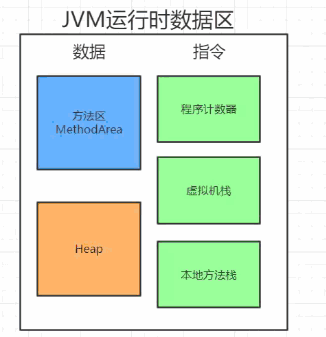 JVM运行时数据区
数据
指令
方法区
MethodArea
程序计数器
虚拟机栈
Heap
本地方法栈